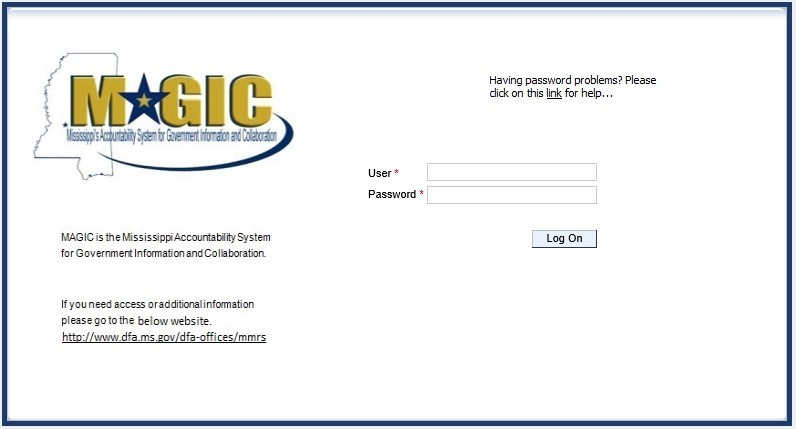 MAGIC
Mississippi's Accountability System for Government Information and Collaboration
Having password problems? Please
click on this link for help...
User *
Password *
Log On
MAGIC is the Mississippi Accountability System
for Government Information and Collaboration.
If you need access or additional information
please go to the below website.
http://www.dfa.ms.gov/dfa-offices/mmrs